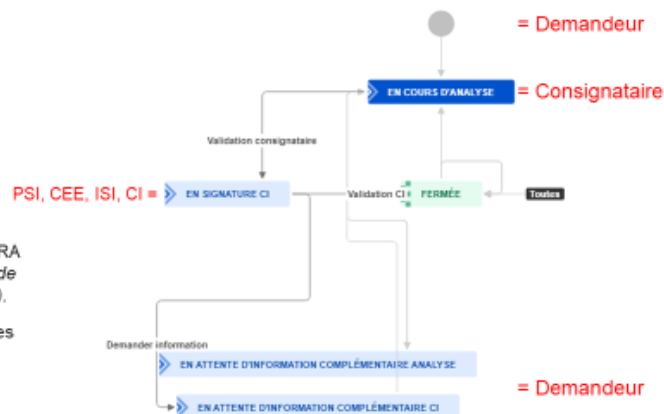 = Demandeur
EN COURS D'ANALYSE = Consignataire
Validation consignataire
PSI, CEE, ISI, CI = EN SIGNATURE CI Validation CI FERMÉE Toutes
RA
de
).
es
Demander information
EN ATTENTE D'INFORMATION COMPLÉMENTAIRE ANALYSE
= Demandeur
EN ATTENTE D'INFORMATION COMPLÉMENTAIRE CI